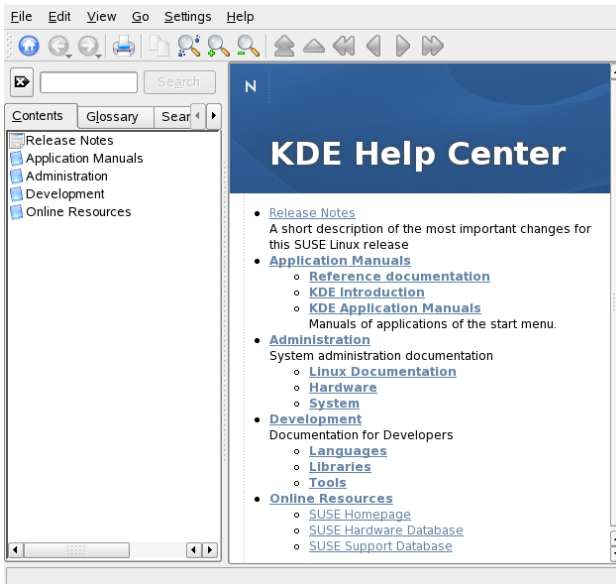 File Edit View Go Settings Help
Search
Contents Glossary Sear
Release Notes
Application Manuals
Administration
Development
Online Resources
N
KDE Help Center
Release Notes
A short description of the most important changes for
this SUSE Linux release
Application Manuals
Reference documentation
KDE Introduction
KDE Application Manuals
Manuals of applications of the start menu.
Administration
System administration documentation
Linux Documentation
Hardware
System
Development
Documentation for Developers
Languages
Libraries
Tools
Online Resources
SUSE Homepage
SUSE Hardware Database
SUSE Support Database